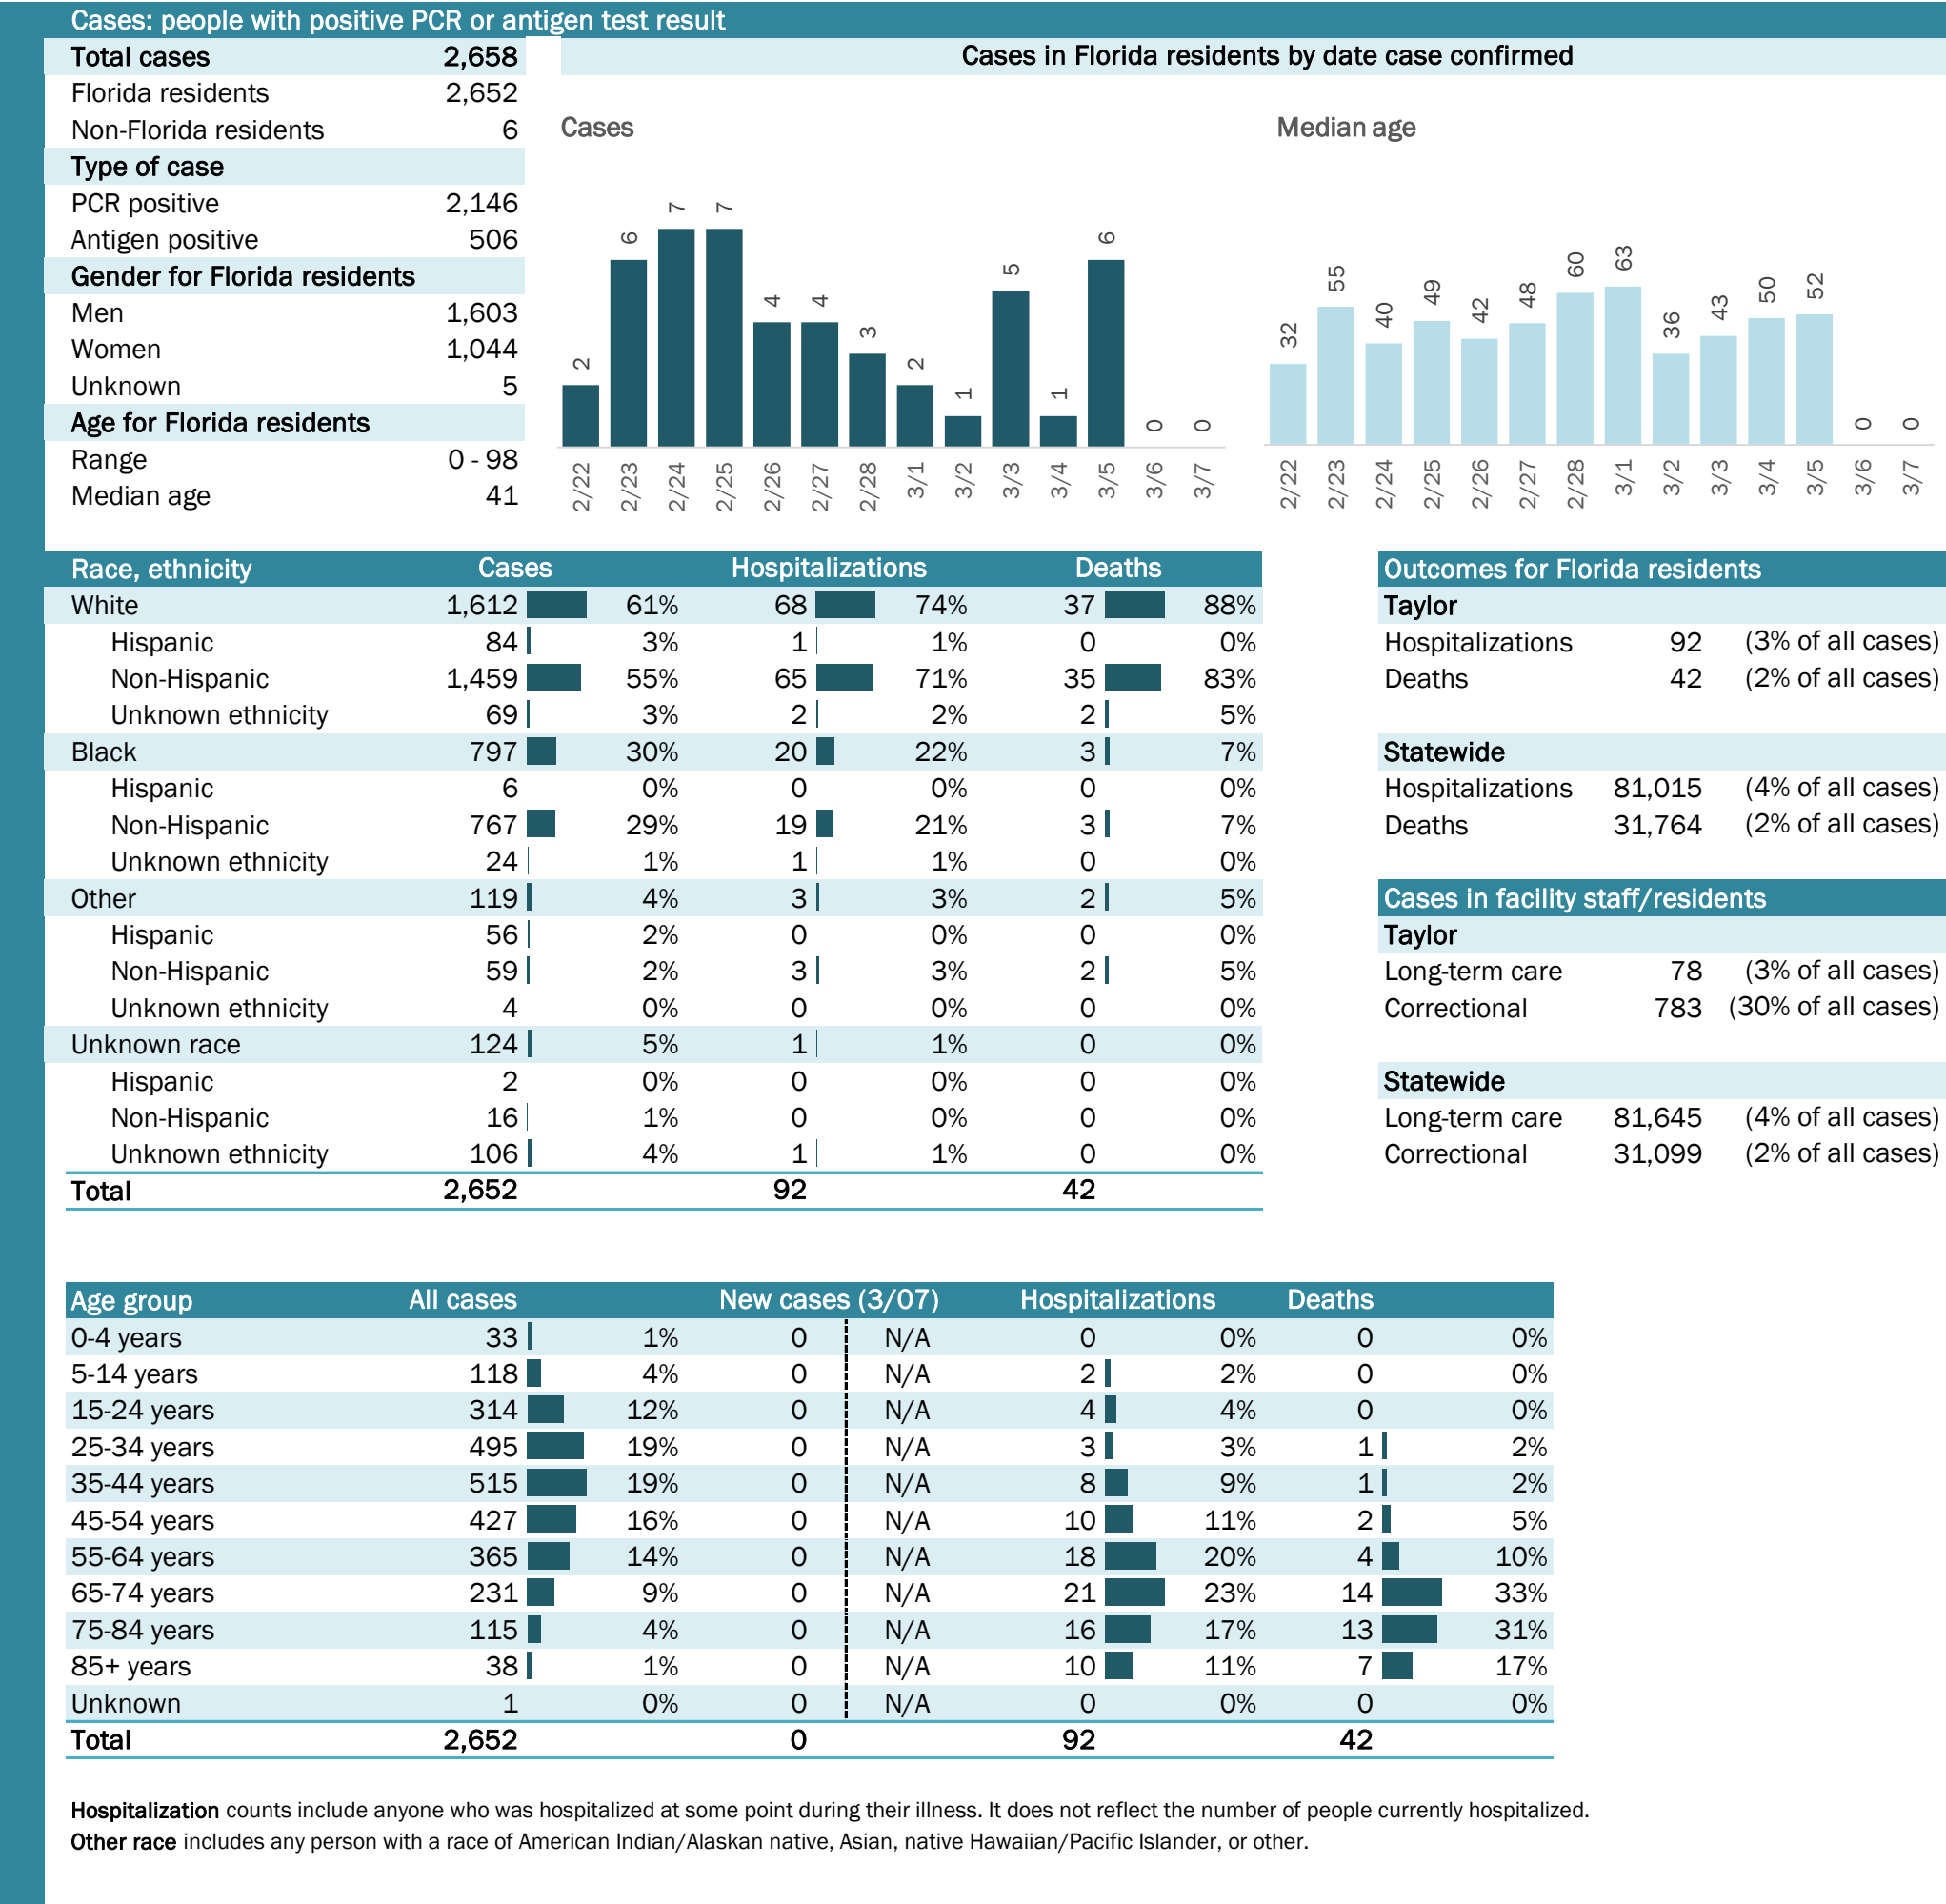 Cases: people with positive PCR or antigen test result
Total cases 2,658
Florida residents 2,652
Non-Florida residents 6
Type of case
PCR positive 2,146
Antigen positive 506
Gender for Florida residents
Men 1,603
Women 1,044
Unknown 5
Age for Florida residents
Range 0 - 98
Median age 41
Cases in Florida residents by date case confirmed
Cases
2 6 7 7 4 4 3 2 1 5 1 6 0 0
2/22 2/23 2/24 2/25 2/26 2/27 2/28 3/1 3/2 3/3 3/4 3/5 3/6 3/7
Median age
32 55 40 49 42 48 60 63 36 43 50 52 0 0
2/22 2/23 2/24 2/25 2/26 2/27 2/28 3/1 3/2 3/3 3/4 3/5 3/6 3/7
Race, ethnicity Cases Hospitalizations Deaths
White 1,612 61% 68 74% 37 88%
Hispanic 84 3% 1 1% 0 0%
Non-Hispanic 1,459 55% 65 71% 35 83%
Unknown ethnicity 69 3% 2 2% 2 5%
Black 797 30% 20 22% 3 7%
Hispanic 6 0% 0 0% 0 0%
Non-Hispanic 767 29% 19 21% 3 7%
Unknown ethnicity 24 1% 1 1% 0 0%
Other 119 4% 3 3% 2 5%
Hispanic 56 2% 0 0% 0 0%
Non-Hispanic 59 2% 3 3% 2 5%
Unknown ethnicity 4 0% 0 0% 0 0%
Unknown race 124 5% 1 1% 0 0%
Hispanic 2 0% 0 0% 0 0%
Non-Hispanic 16 1% 0 0% 0 0%
Unknown ethnicity 106 4% 1 1% 0 0%
Total 2,652 92 42
Outcomes for Florida residents
Taylor
Hospitalizations 92 (3% of all cases)
Deaths 42 (2% of all cases)
Statewide
Hospitalizations 81,015 (4% of all cases)
Deaths 31,764 (2% of all cases)
Cases in facility staff/residents
Taylor
Long-term care 78 (3% of all cases)
Correctional 783 (30% of all cases)
Statewide
Long-term care 81,645 (4% of all cases)
Correctional 31,099 (2% of all cases)
Age group All cases New cases (3/07) Hospitalizations Deaths
0-4 years 33 1% 0 N/A 0 0% 0 0%
5-14 years 118 4% 0 N/A 2 2% 0 0%
15-24 years 314 12% 0 N/A 4 4% 0 0%
25-34 years 495 19% 0 N/A 3 3% 1 2%
35-44 years 515 19% 0 N/A 8 9% 1 2%
45-54 years 427 16% 0 N/A 10 11% 2 5%
55-64 years 365 14% 0 N/A 18 20% 4 10%
65-74 years 231 9% 0 N/A 21 23% 14 33%
75-84 years 115 4% 0 N/A 16 17% 13 31%
85+ years 38 1% 0 N/A 10 11% 7 17%
Unknown 1 0% 0 N/A 0 0% 0 0%
Total 2,652 0 92 42
Hospitalization counts include anyone who was hospitalized at some point during their illness. It does not reflect the number of people currently hospitalized.
Other race includes any person with a race of American Indian/Alaskan native, Asian, native Hawaiian/Pacific Islander, or other.